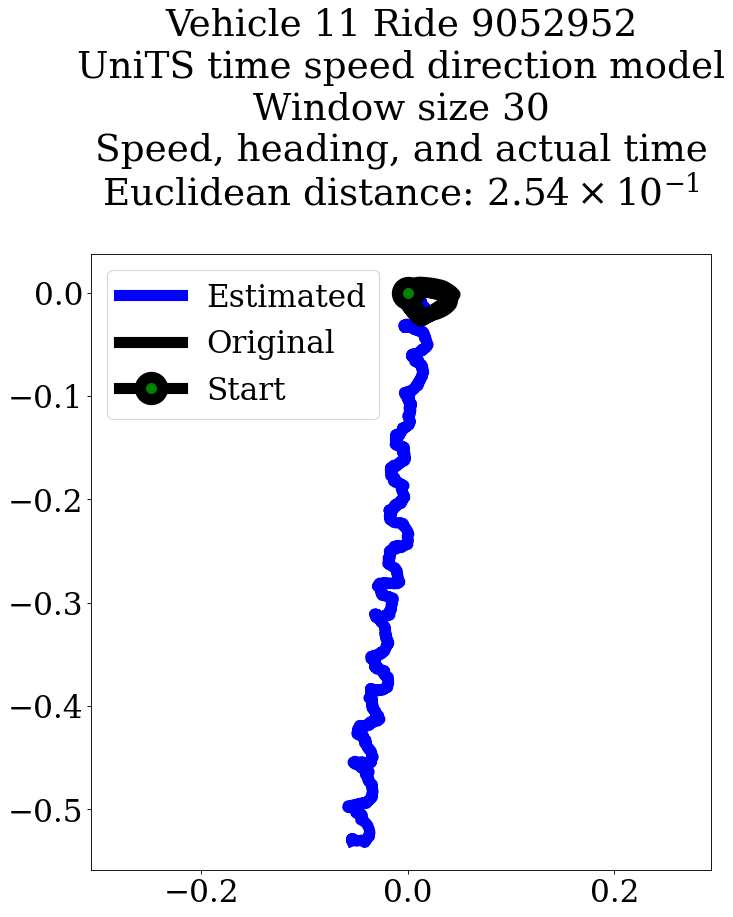 Vehicle 11 Ride 9052952
UniTS time speed direction model
Window size 30
Speed, heading, and actual time
Euclidean distance: 2.54 × 10⁻¹
Estimated
Original
Start
0.0
−0.1
−0.2
−0.3
−0.4
−0.5
−0.2
0.0
0.2